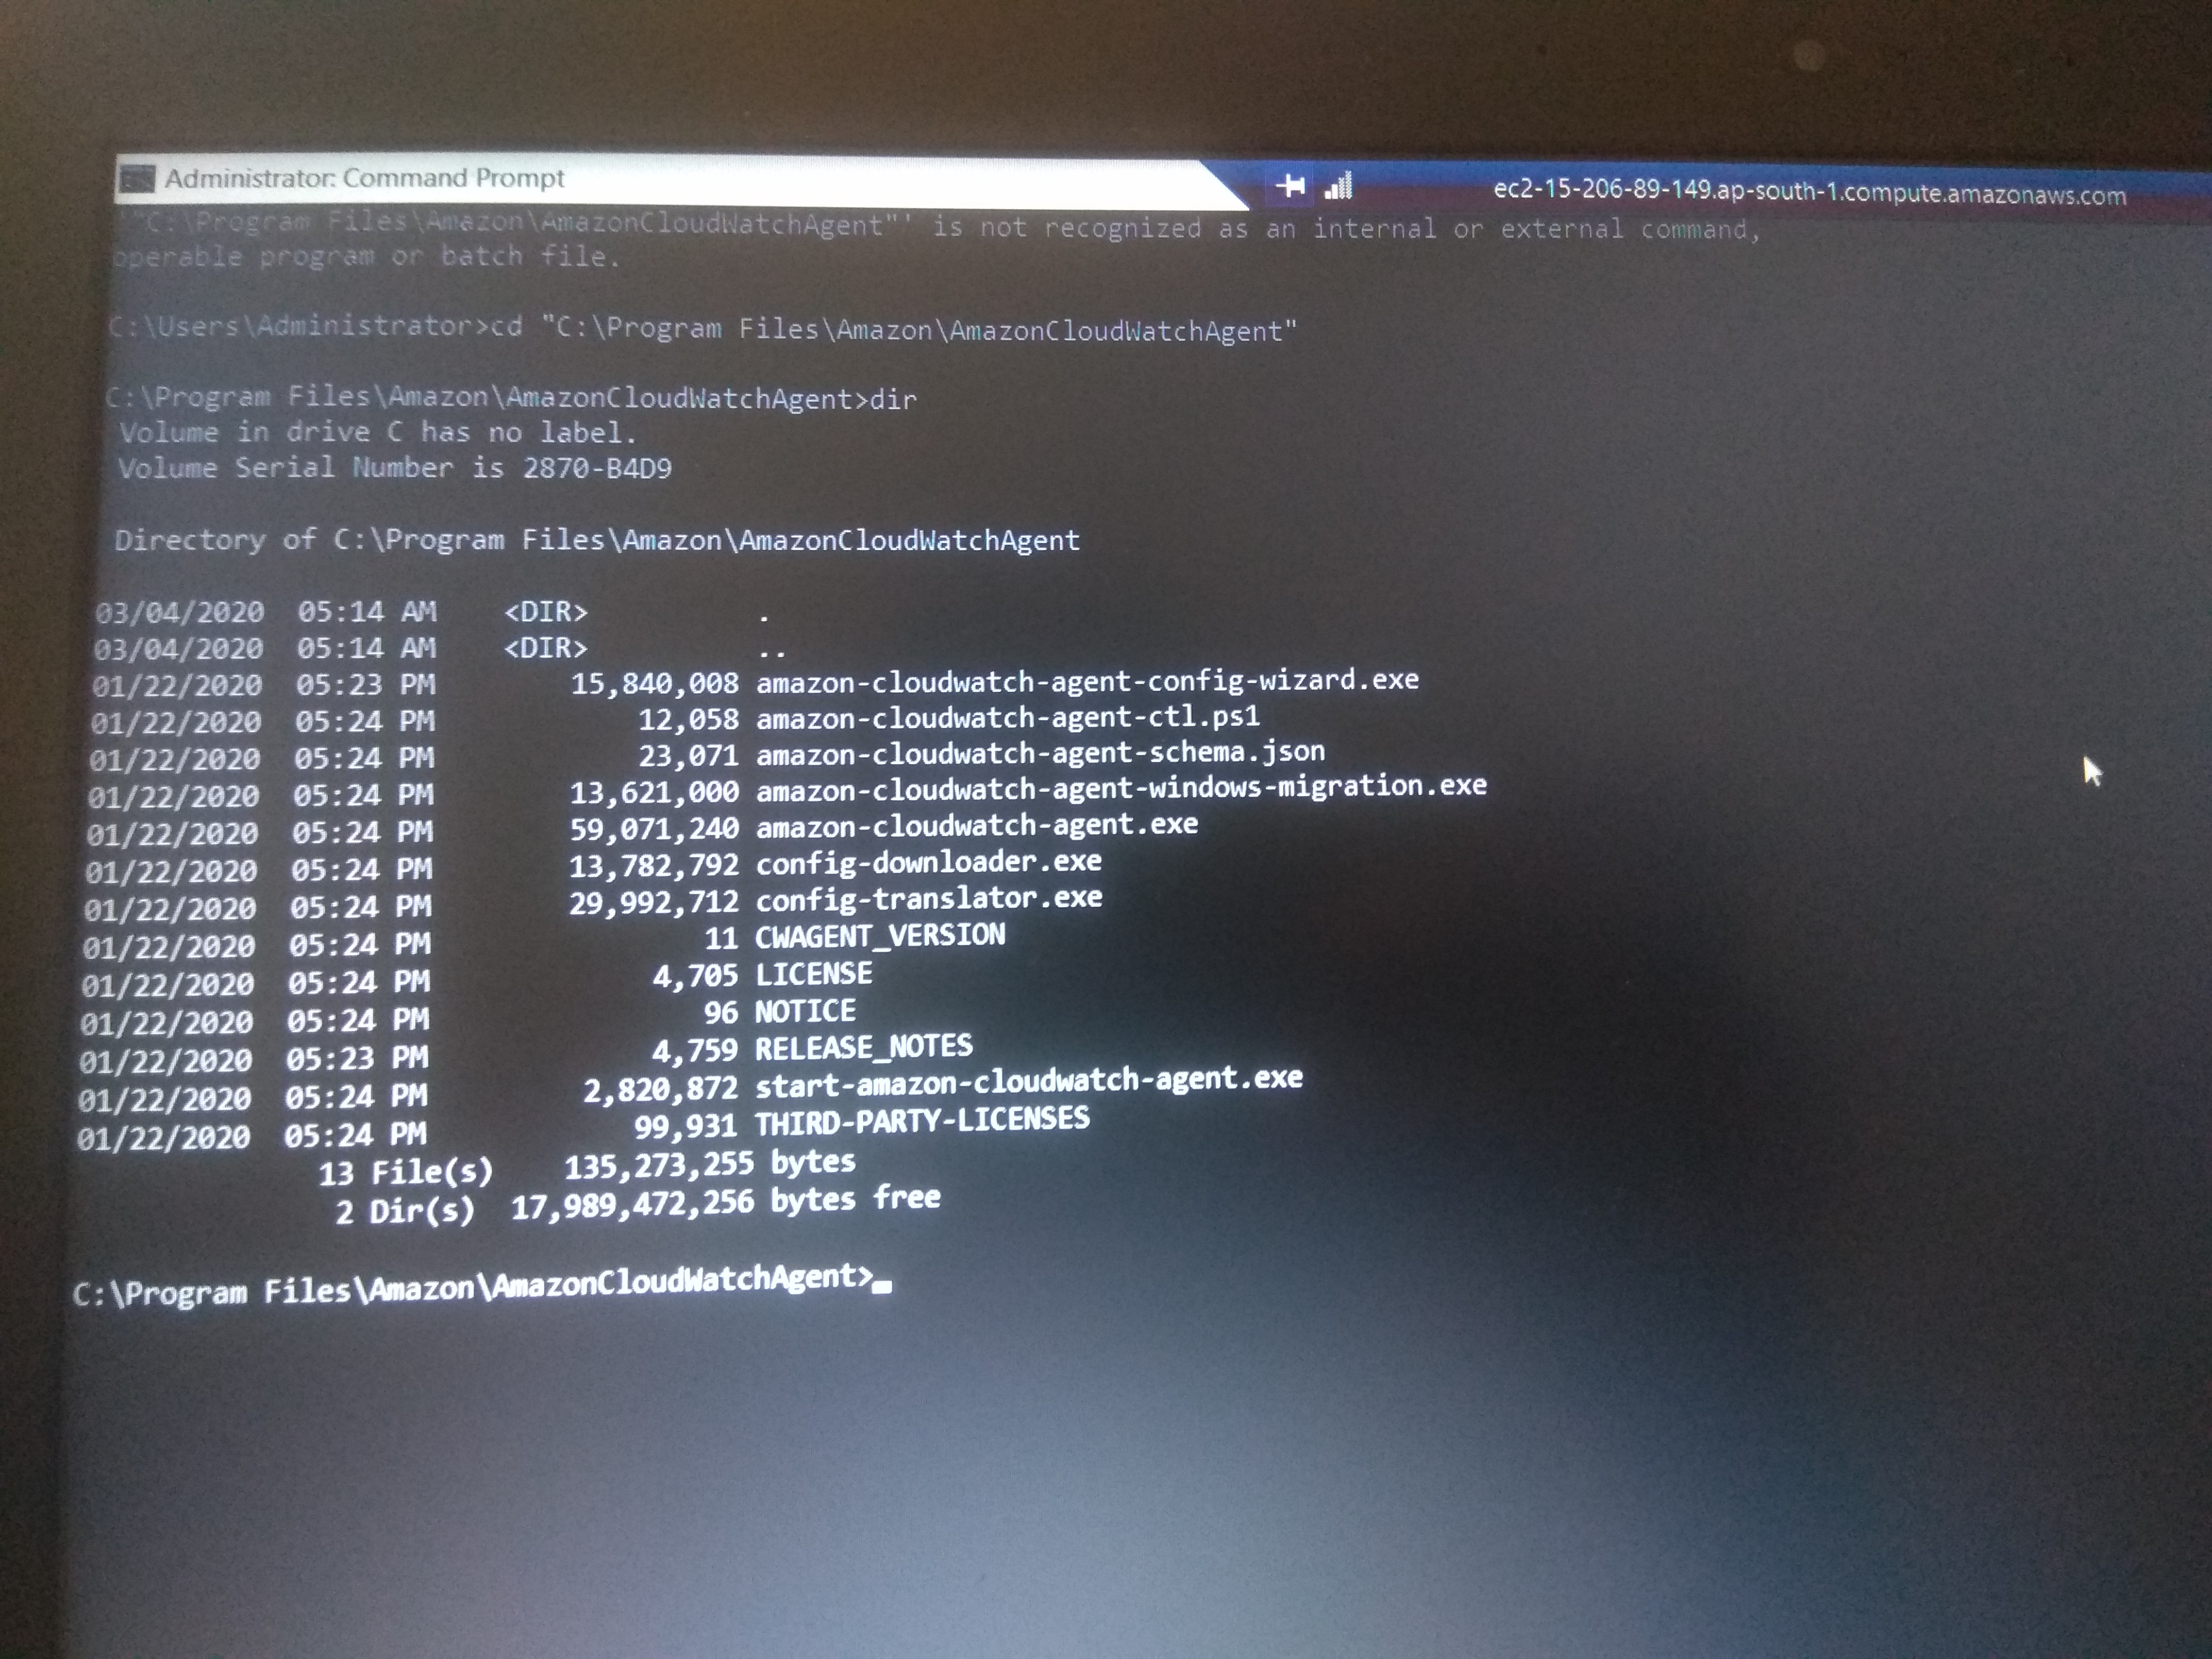 Administrator: Command Prompt
ec2-15-206-89-149.ap-south-1.compute.amazonaws.com
'"C:\Program Files\Amazon\AmazonCloudWatchAgent"' is not recognized as an internal or external command,
operable program or batch file.
C:\Users\Administrator>cd "C:\Program Files\Amazon\AmazonCloudWatchAgent"
C:\Program Files\Amazon\AmazonCloudWatchAgent>dir
Volume in drive C has no label.
Volume Serial Number is 2870-B4D9
Directory of C:\Program Files\Amazon\AmazonCloudWatchAgent
03/04/2020  05:14 AM    <DIR>          .
03/04/2020  05:14 AM    <DIR>          ..
01/22/2020  05:23 PM        15,840,008 amazon-cloudwatch-agent-config-wizard.exe
01/22/2020  05:24 PM            12,058 amazon-cloudwatch-agent-ctl.ps1
01/22/2020  05:24 PM            23,071 amazon-cloudwatch-agent-schema.json
01/22/2020  05:24 PM        13,621,000 amazon-cloudwatch-agent-windows-migration.exe
01/22/2020  05:24 PM        59,071,240 amazon-cloudwatch-agent.exe
01/22/2020  05:24 PM        13,782,792 config-downloader.exe
01/22/2020  05:24 PM        29,992,712 config-translator.exe
01/22/2020  05:24 PM                11 CWAGENT_VERSION
01/22/2020  05:24 PM             4,705 LICENSE
01/22/2020  05:24 PM                96 NOTICE
01/22/2020  05:23 PM             4,759 RELEASE_NOTES
01/22/2020  05:24 PM         2,820,872 start-amazon-cloudwatch-agent.exe
01/22/2020  05:24 PM            99,931 THIRD-PARTY-LICENSES
13 File(s)    135,273,255 bytes
2 Dir(s)  17,989,472,256 bytes free
C:\Program Files\Amazon\AmazonCloudWatchAgent>_